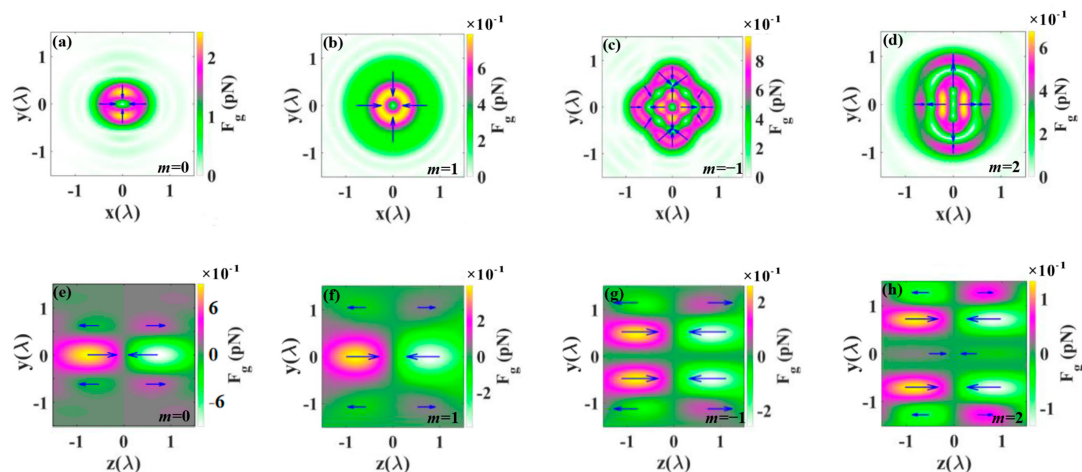 (a)
y(λ)
1
0
-1
-1 0 1
x(λ)
m=0
2
1
0
F_g (pN)
(b)
y(λ)
1
0
-1
-1 0 1
x(λ)
m=1
×10⁻¹
8
6
4
2
0
F_g (pN)
(c)
y(λ)
1
0
-1
-1 0 1
x(λ)
m=−1
×10⁻¹
8
6
4
2
0
F_g (pN)
(d)
y(λ)
1
0
-1
-1 0 1
x(λ)
m=2
×10⁻¹
6
4
2
0
F_g (pN)
(e)
y(λ)
1
0
-1
-1 0 1
z(λ)
m=0
×10⁻¹
6
0
-6
F_g (pN)
(f)
y(λ)
1
0
-1
-1 0 1
z(λ)
m=1
×10⁻¹
2
0
-2
F_g (pN)
(g)
y(λ)
1
0
-1
-1 0 1
z(λ)
m=−1
×10⁻¹
2
0
-2
F_g (pN)
(h)
y(λ)
1
0
-1
-1 0 1
z(λ)
m=2
×10⁻¹
1
0
-1
F_g (pN)